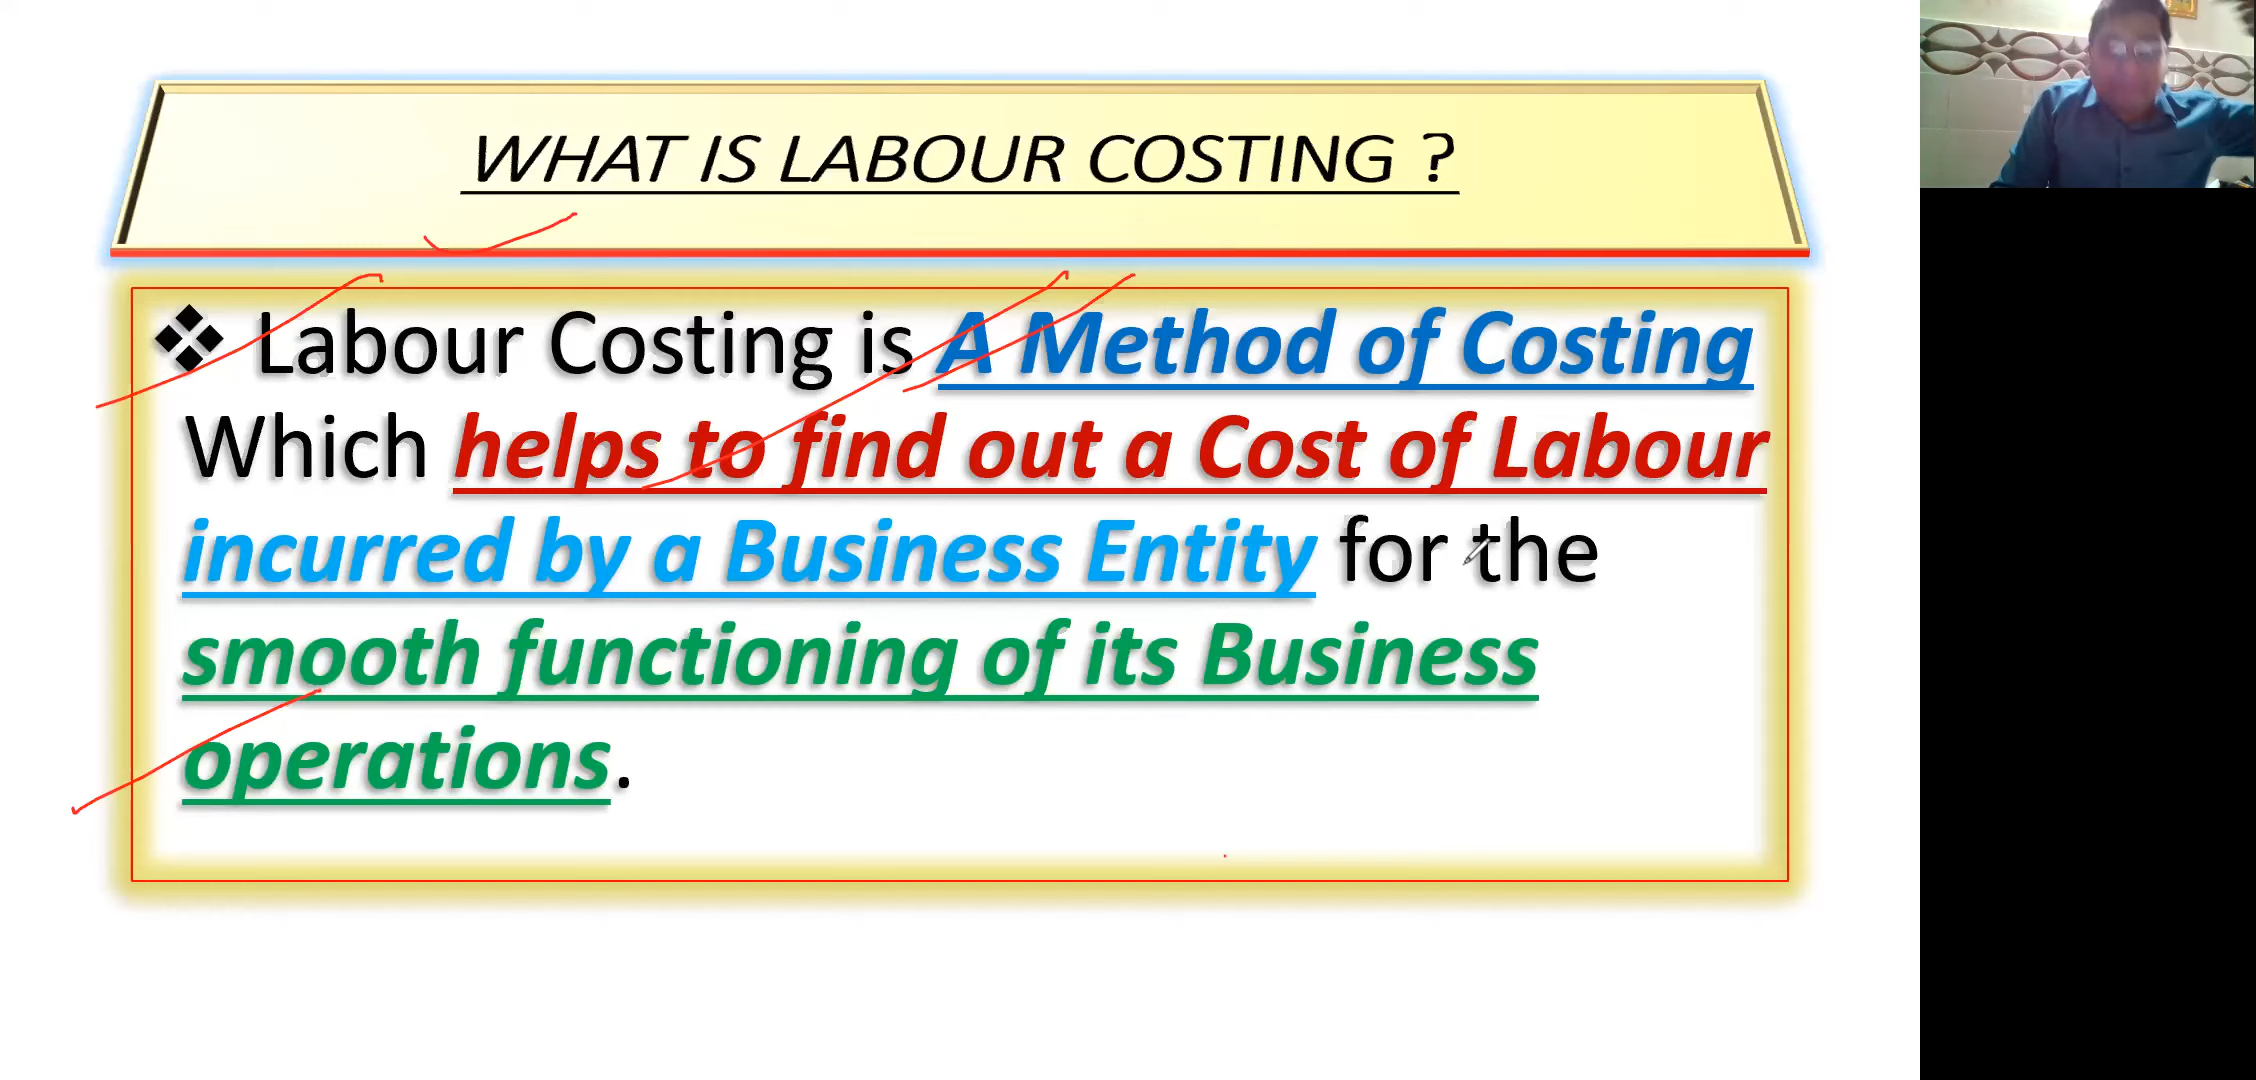 WHAT IS LABOUR COSTING ?
❖ Labour Costing is A Method of Costing
Which helps to find out a Cost of Labour
incurred by a Business Entity for the
smooth functioning of its Business
operations.